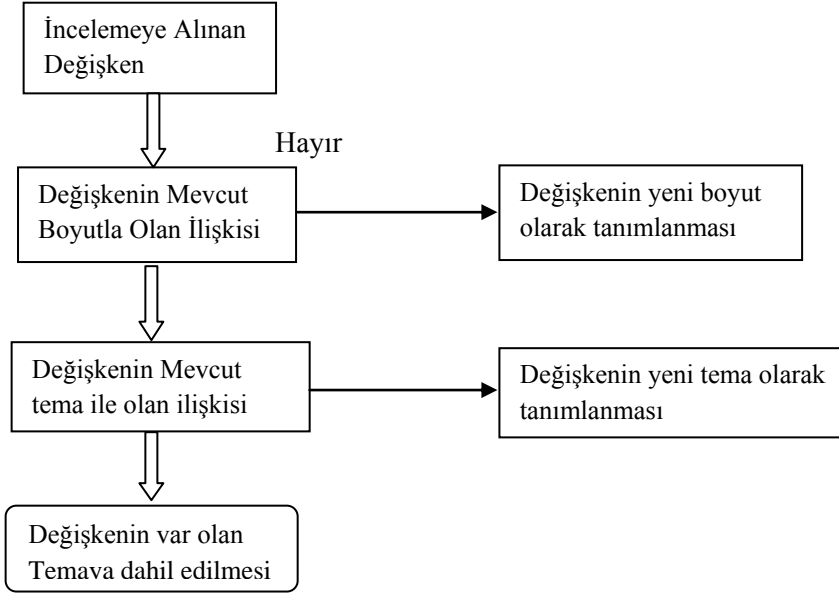 İncelemeye Alınan
Değişken
Hayır
Değişkenin Mevcut
Boyutla Olan İlişkisi
Değişkenin yeni boyut
olarak tanımlanması
Değişkenin Mevcut
tema ile olan ilişkisi
Değişkenin yeni tema olarak
tanımlanması
Değişkenin var olan
Temava dahil edilmesi